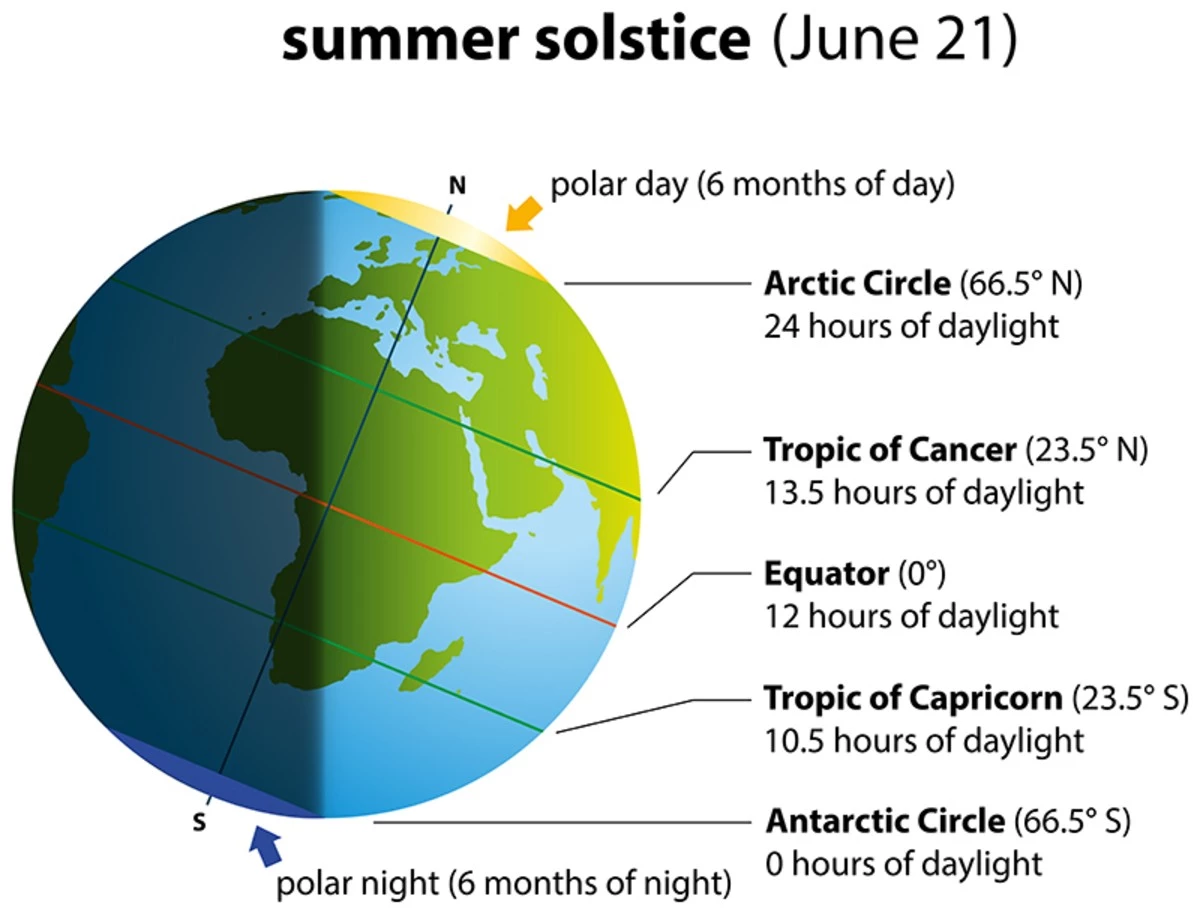 summer solstice (June 21)
N
polar day (6 months of day)
Arctic Circle (66.5° N)
24 hours of daylight
Tropic of Cancer (23.5° N)
13.5 hours of daylight
Equator (0°)
12 hours of daylight
Tropic of Capricorn (23.5° S)
10.5 hours of daylight
S
Antarctic Circle (66.5° S)
0 hours of daylight
polar night (6 months of night)